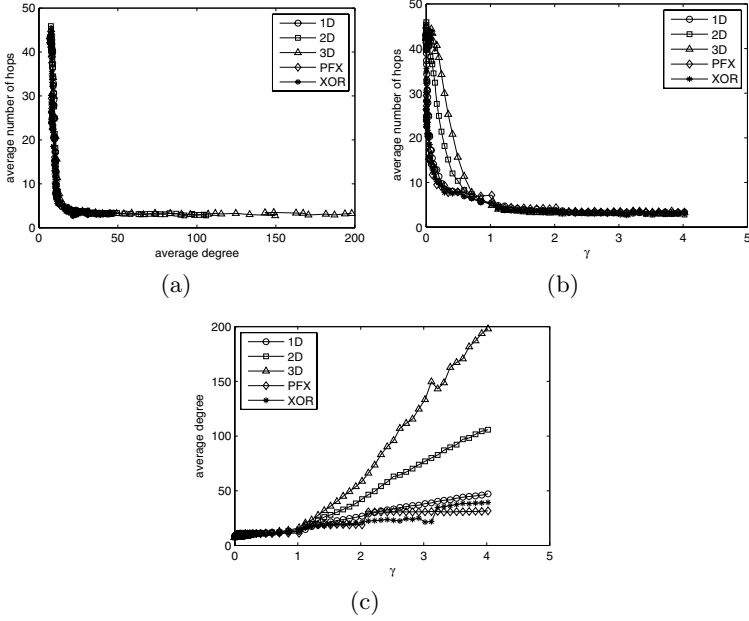 50
40
30
20
10
0
average number of hops
0 50 100 150 200
average degree
1D
2D
3D
PFX
XOR
(a)
50
40
30
20
10
0
average number of hops
0 1 2 3 4 5
γ
1D
2D
3D
PFX
XOR
(b)
200
150
100
50
0
average degree
0 1 2 3 4 5
γ
1D
2D
3D
PFX
XOR
(c)